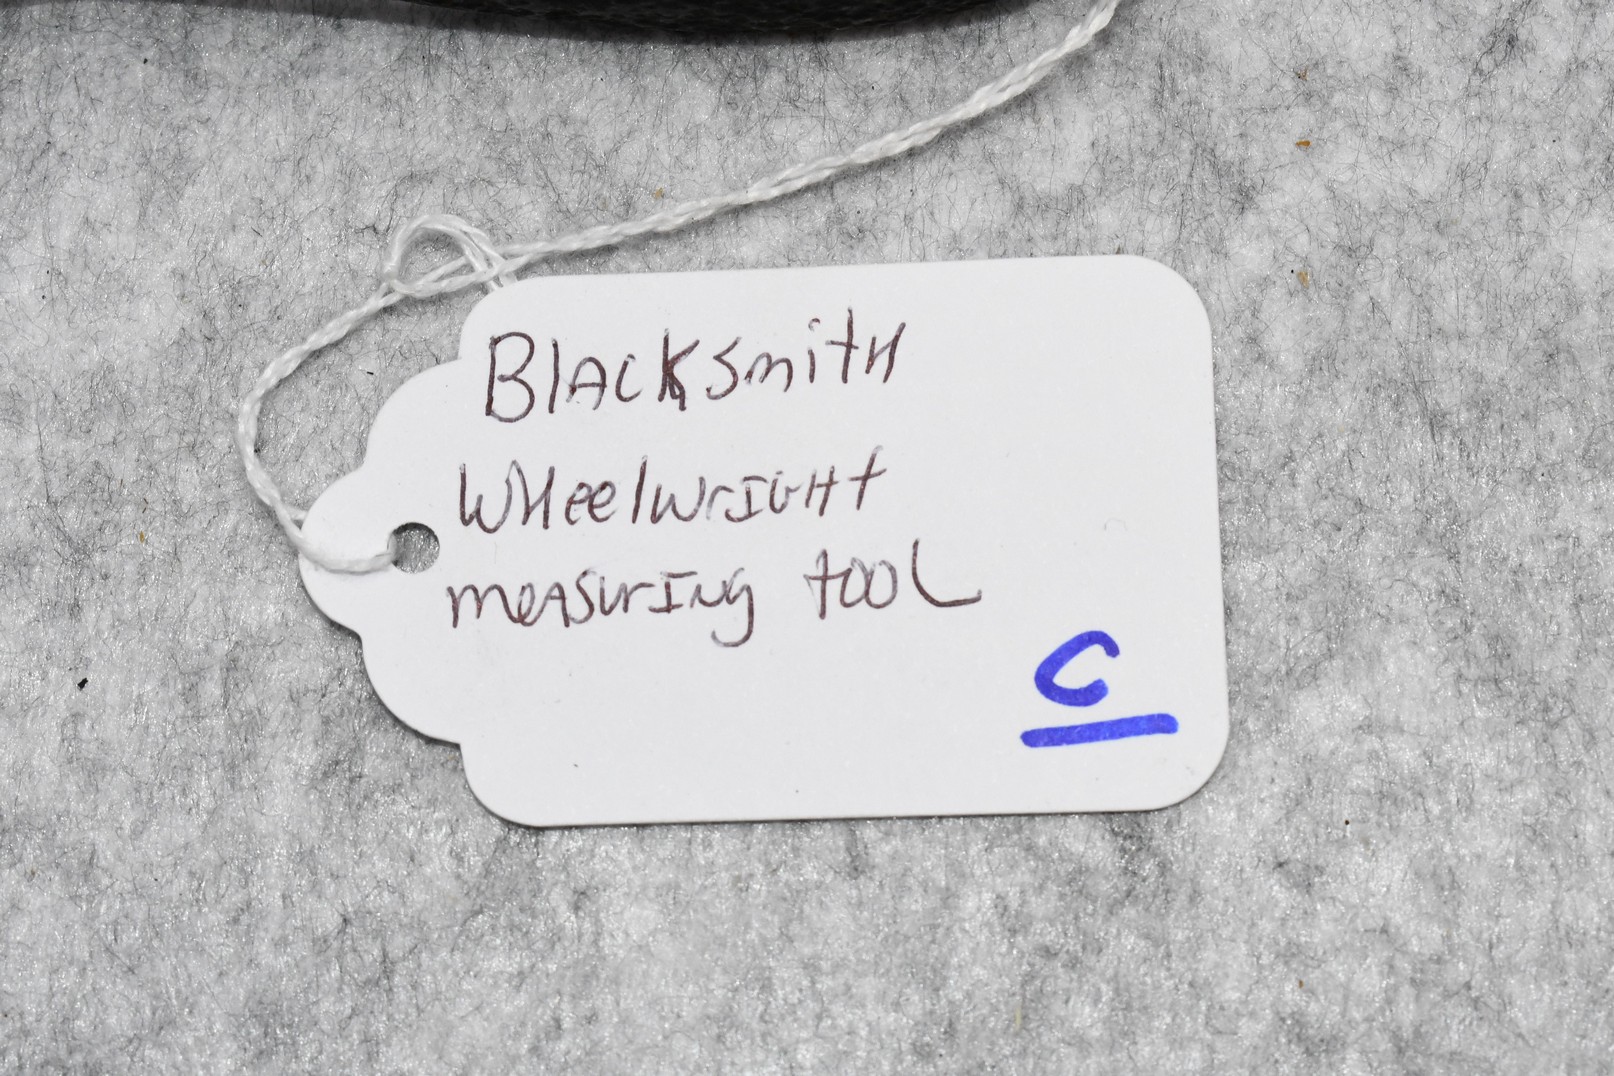 Blacksmith
Wheelwright
measuring tool
C